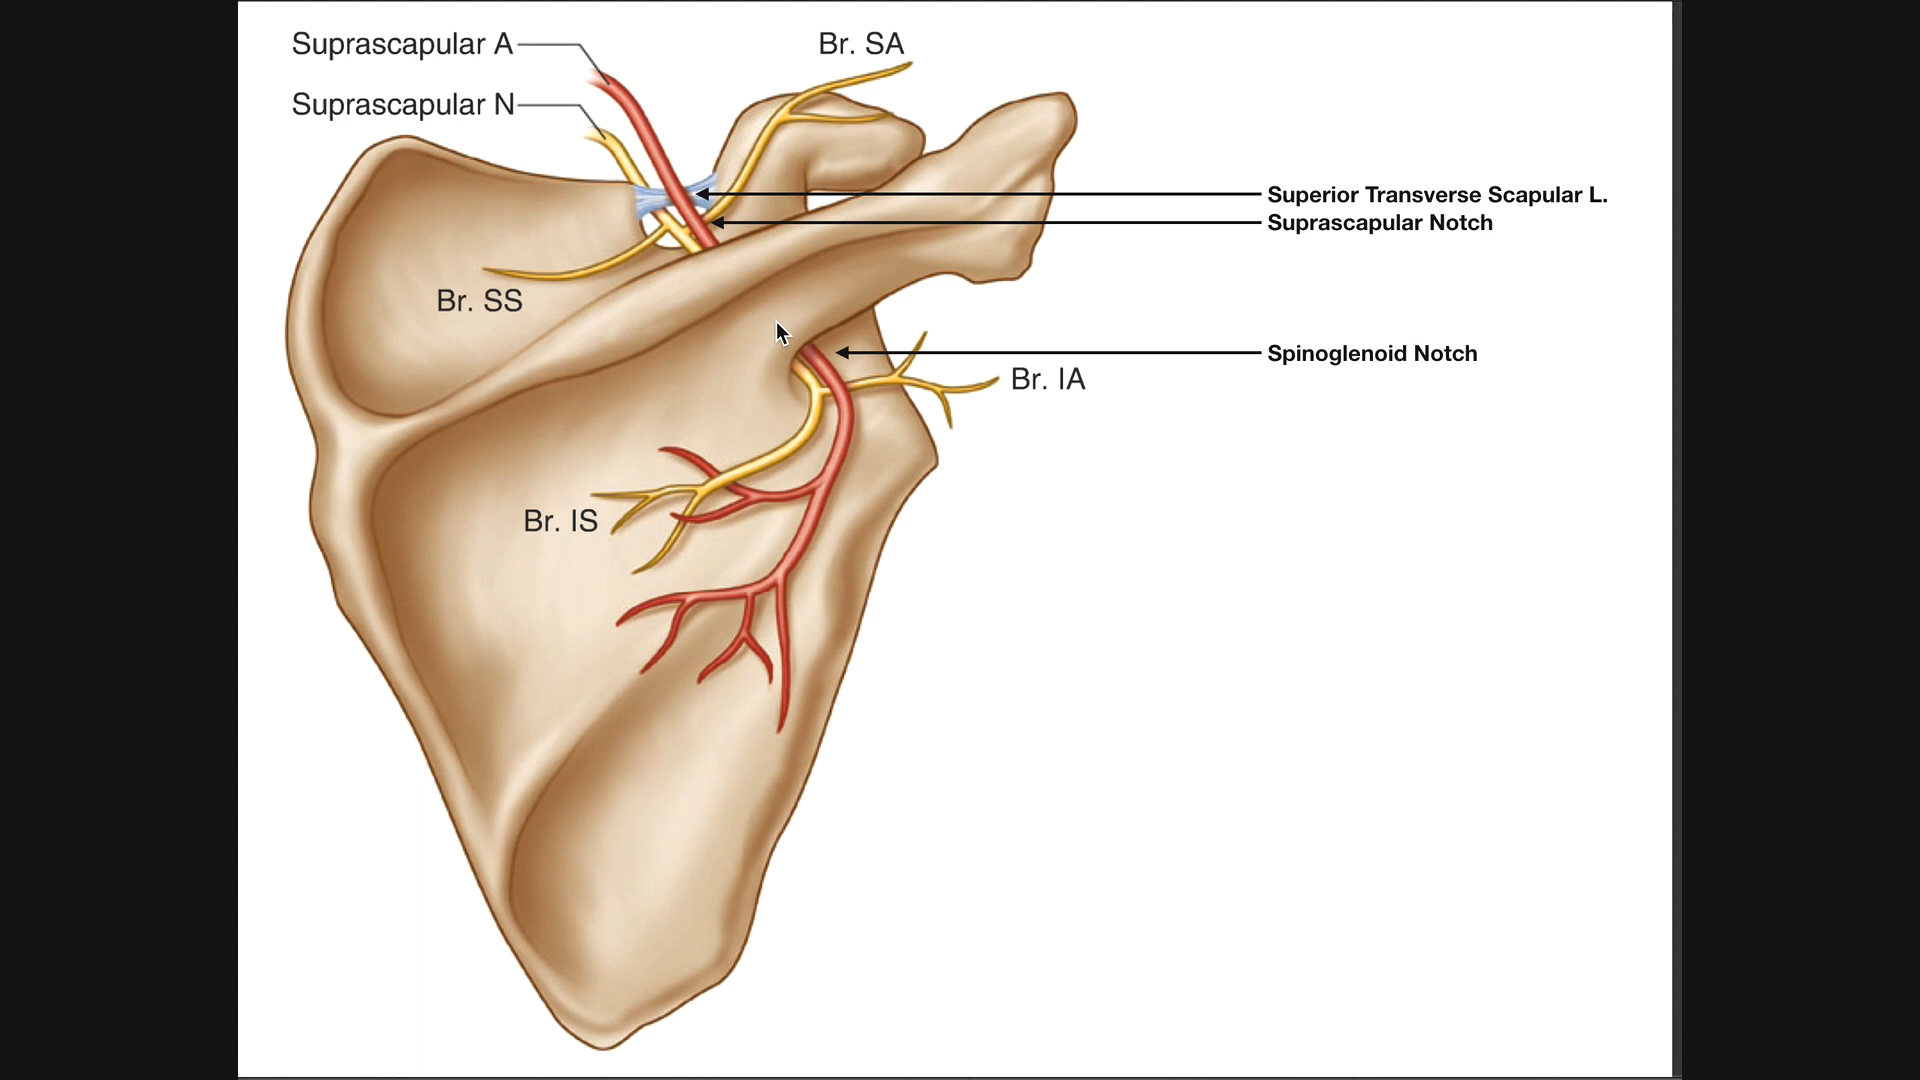 Suprascapular A
Br. SA
Suprascapular N
Superior Transverse Scapular L.
Suprascapular Notch
Br. SS
Spinoglenoid Notch
Br. IA
Br. IS